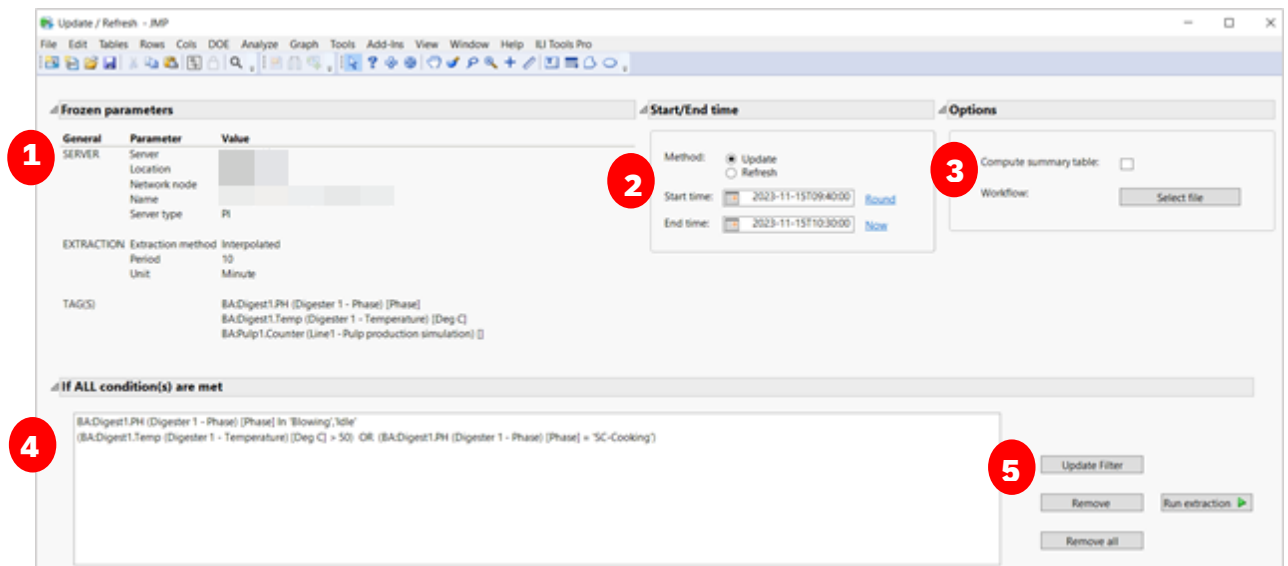 Update / Refresh - JMP
File Edit Tables Rows Cols DOE Analyze Graph Tools Add-Ins View Window Help ILI Tools Pro
Frozen parameters
General Parameter Value
1
SERVER Server
Location
Network node
Name
Server type PI
EXTRACTION Extraction method Interpolated
Period 10
Unit Minute
TAG(S) BA:Digest1.PH (Digester 1 - Phase) [Phase]
BA:Digest1.Temp (Digester 1 - Temperature) [Deg C]
BA:Pulp1.Counter (Line1 - Pulp production simulation) []
Start/End time
2
Method: Update
Refresh
Start time: 2023-11-15T09:40:00 Round
End time: 2023-11-15T10:30:00 Now
Options
3
Compute summary table:
Workflow: Select file
If ALL condition(s) are met
4
BA:Digest1.PH (Digester 1 - Phase) [Phase] In 'Blowing','Idle'
(BA:Digest1.Temp (Digester 1 - Temperature) [Deg C] > 50) OR (BA:Digest1.PH (Digester 1 - Phase) [Phase] = 'SC-Cooking')
5
Update Filter
Remove Run extraction
Remove all